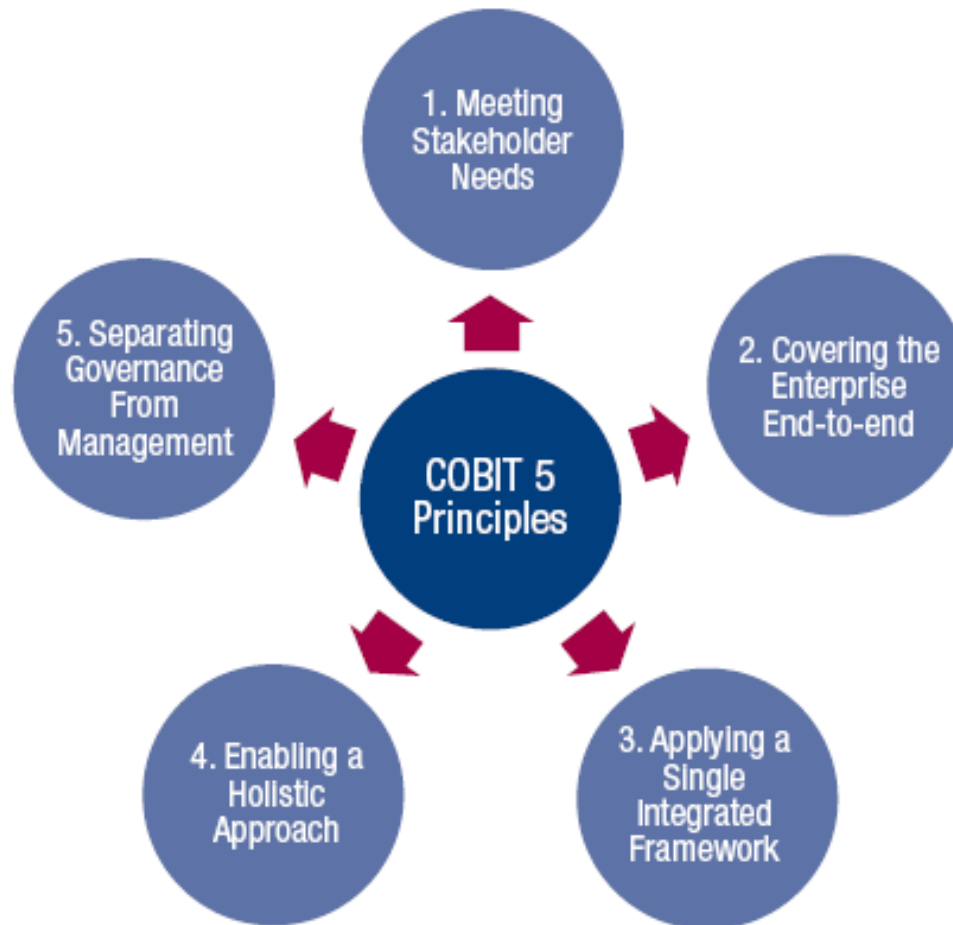 1. Meeting
Stakeholder
Needs
2. Covering the
Enterprise
End-to-end
3. Applying a
Single
Integrated
Framework
4. Enabling a
Holistic
Approach
5. Separating
Governance
From
Management
COBIT 5
Principles